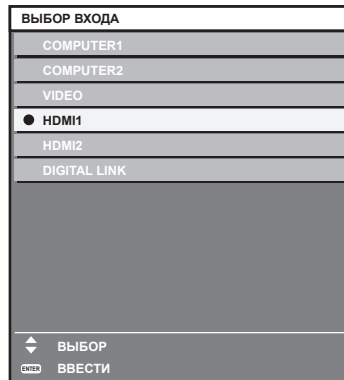 ВЫБОР ВХОДА
COMPUTER1
COMPUTER2
VIDEO
HDMI1
HDMI2
DIGITAL LINK
ВЫБОР
ENTER ВВЕСТИ